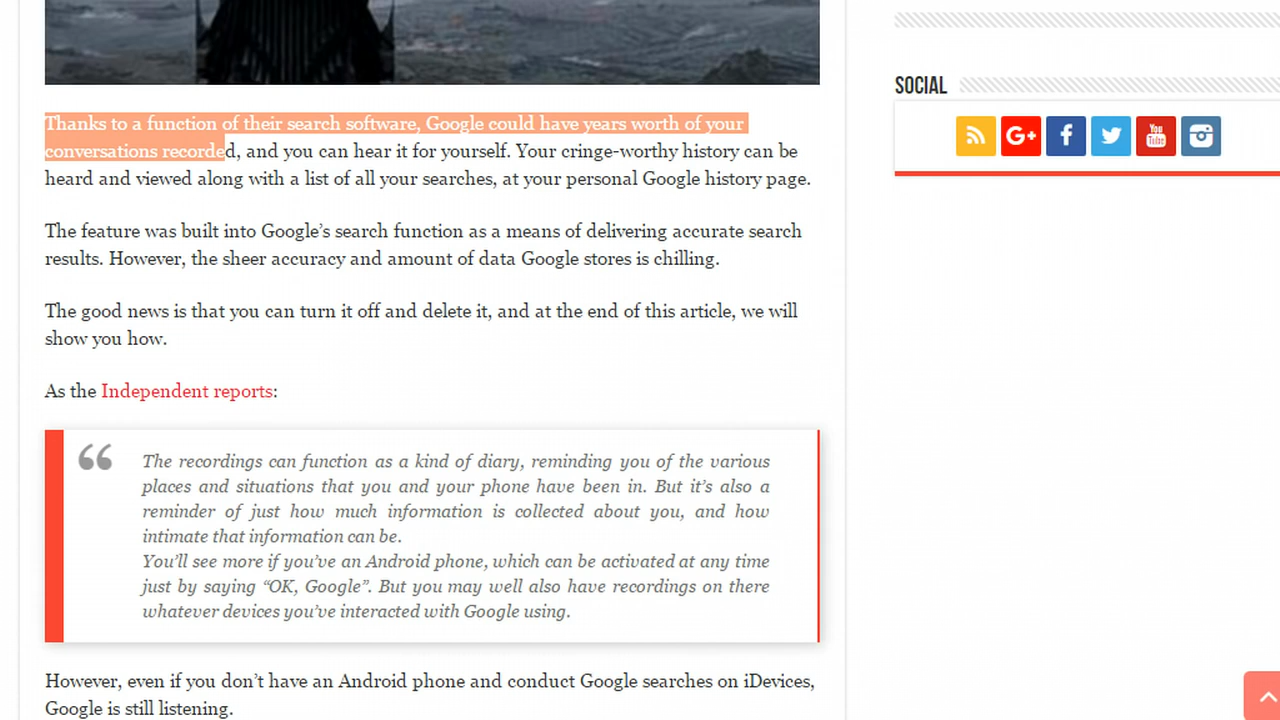 Thanks to a function of their search software, Google could have years worth of your
conversations recorded, and you can hear it for yourself. Your cringe-worthy history can be
heard and viewed along with a list of all your searches, at your personal Google history page.
The feature was built into Google’s search function as a means of delivering accurate search
results. However, the sheer accuracy and amount of data Google stores is chilling.
The good news is that you can turn it off and delete it, and at the end of this article, we will
show you how.
As the Independent reports:
“
The recordings can function as a kind of diary, reminding you of the various
places and situations that you and your phone have been in. But it’s also a
reminder of just how much information is collected about you, and how
intimate that information can be.
You’ll see more if you’ve an Android phone, which can be activated at any time
just by saying “OK, Google”. But you may well also have recordings on there
whatever devices you’ve interacted with Google using.
However, even if you don’t have an Android phone and conduct Google searches on iDevices,
Google is still listening.
SOCIAL
G+
f
You
Tube